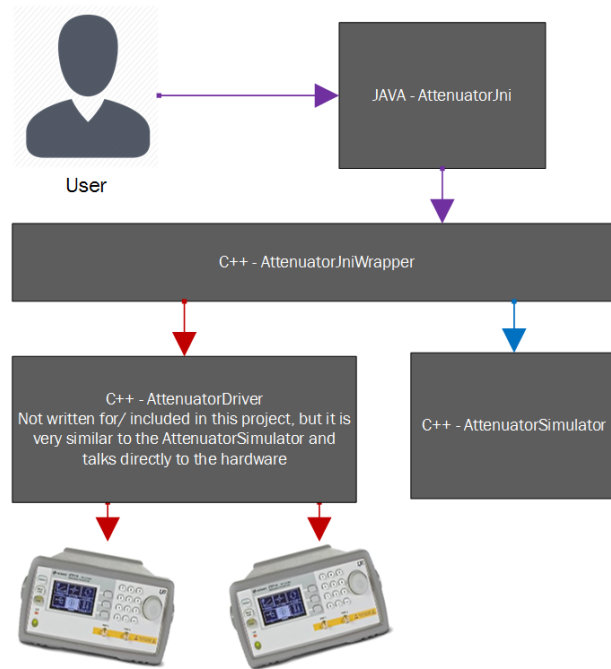 JAVA - AttenuatorJni
User
C++ - AttenuatorJniWrapper
C++ - AttenuatorDriver
Not written for/ included in this project, but it is
very similar to the AttenuatorSimulator and
talks directly to the hardware
C++ - AttenuatorSimulator